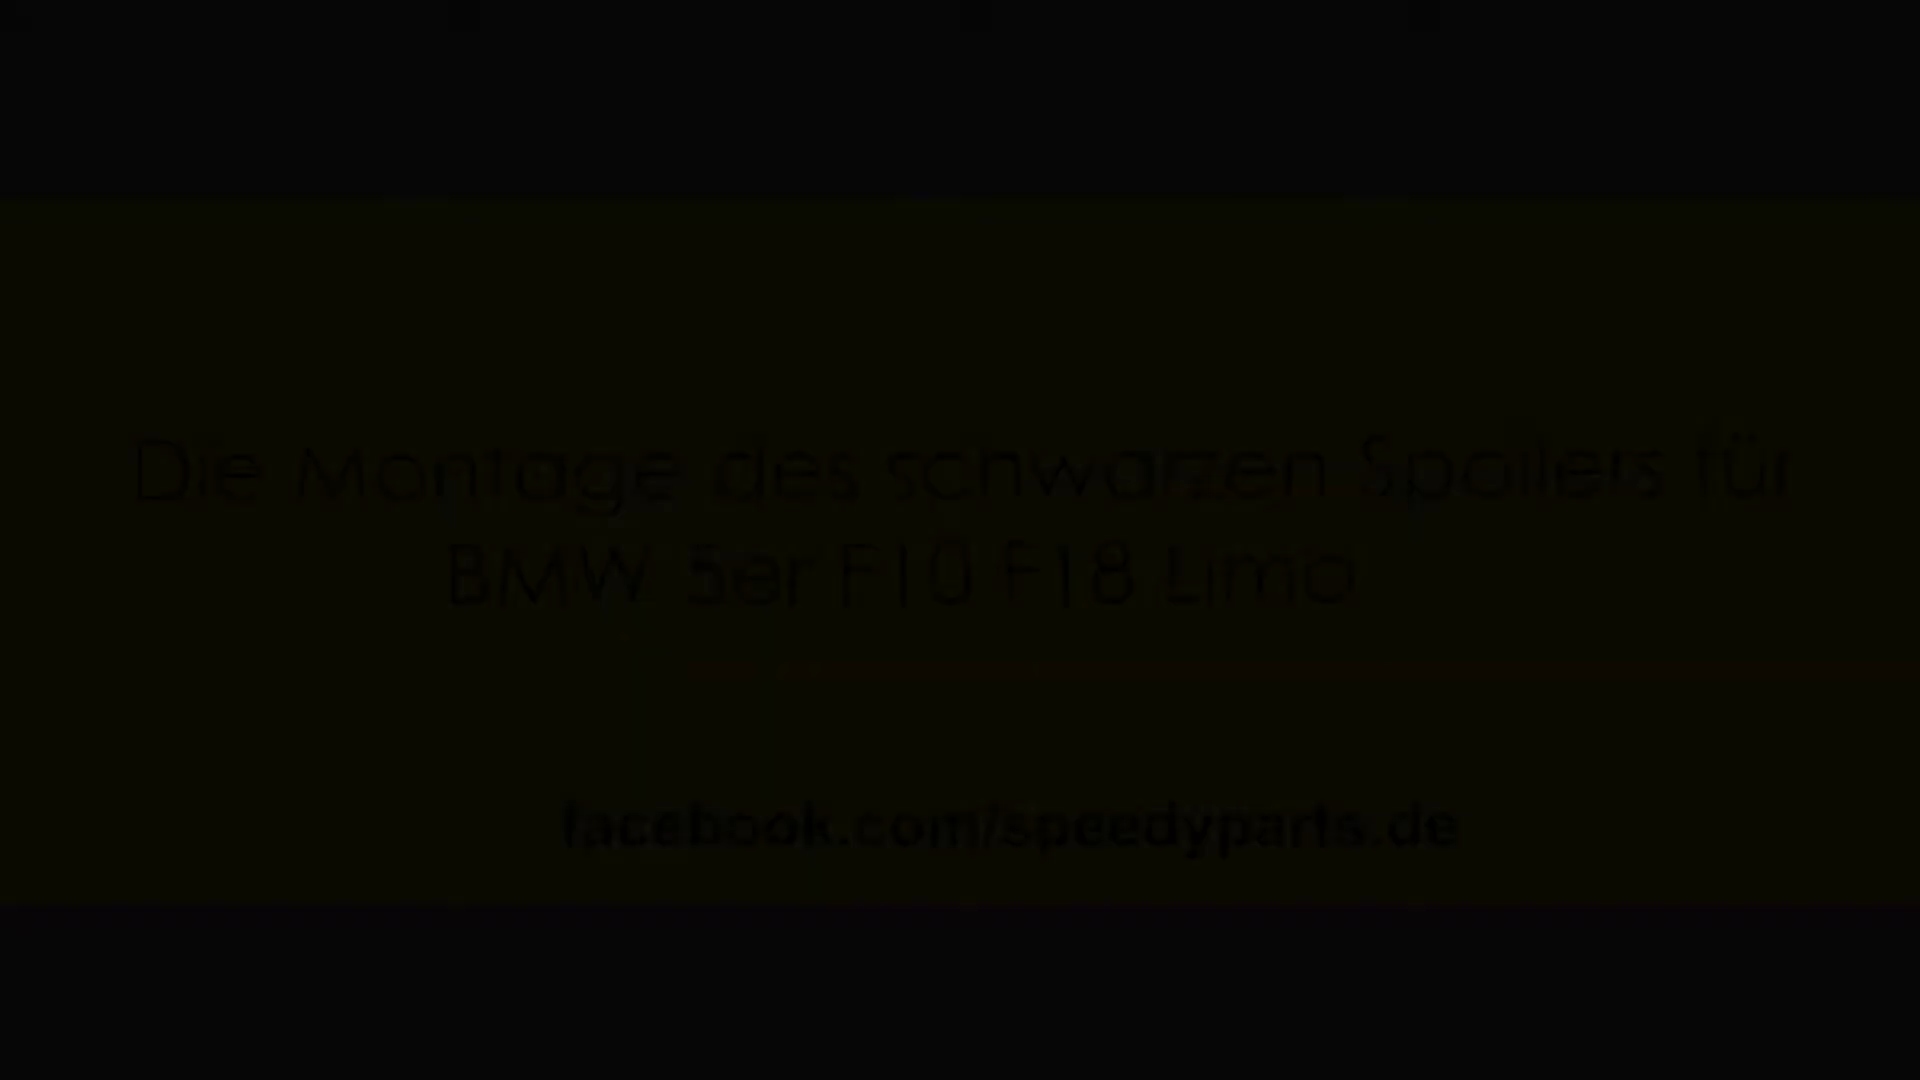 Die Montage des schwarzen Spoilers für
BMW 5er F10 F18 Limo
facebook.com/speedyparts.de